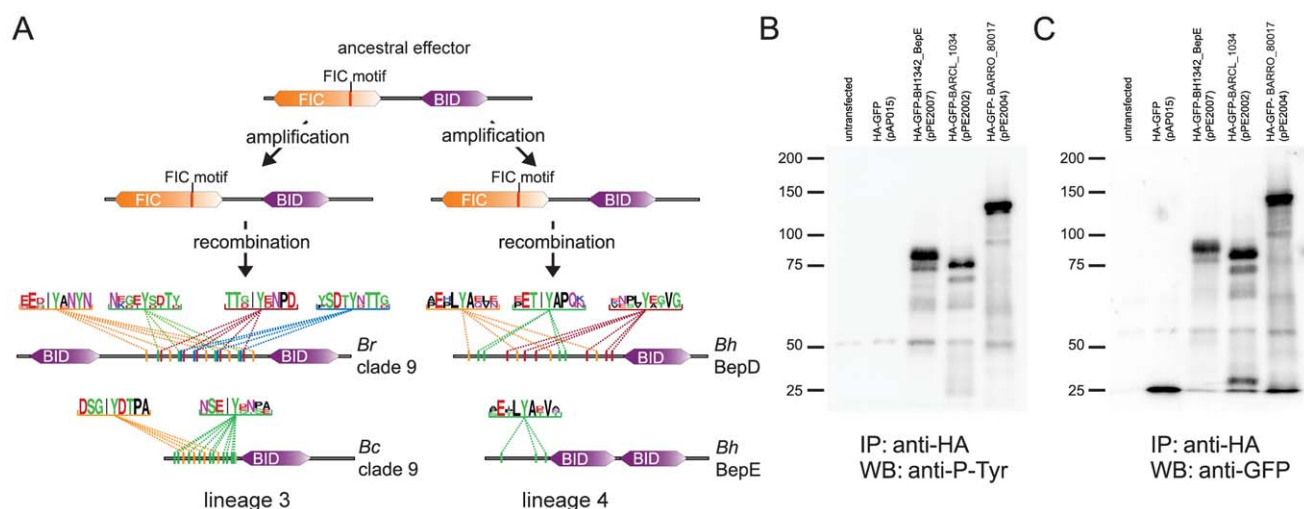 A
ancestral effector
FIC motif
FIC
BID
amplification
amplification
FIC motif
FIC
BID
FIC motif
FIC
BID
recombination
recombination
BID
BID
Br
clade 9
BID
Bh
BepD
DSGIYDTPA
BID
Bc
clade 9
BID
BID
Bh
BepE
lineage 3
lineage 4
B
untransfected
HA-GFP
(pAP015)
HA-GFP-BH1342_BepE
(pPE2007)
HA-GFP-BARCL_1034
(pPE2002)
HA-GFP- BARRO_80017
(pPE2004)
200
150
100
75
50
25
IP: anti-HA
WB: anti-P-Tyr
C
untransfected
HA-GFP
(pAP015)
HA-GFP-BH1342_BepE
(pPE2007)
HA-GFP-BARCL_1034
(pPE2002)
HA-GFP- BARRO_80017
(pPE2004)
200
150
100
75
50
25
IP: anti-HA
WB: anti-GFP